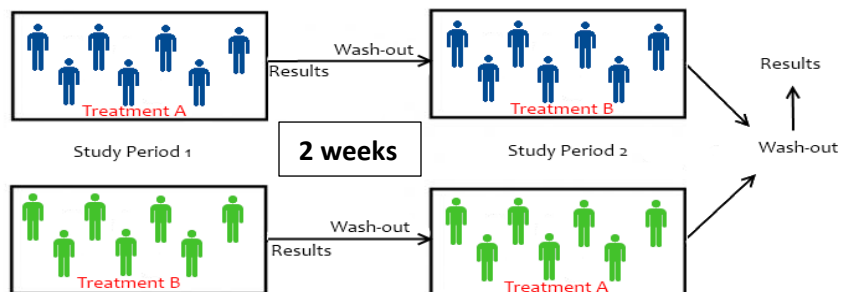 Treatment A
Results
Wash-out
Treatment B
Results
Study Period 1
2 weeks
Study Period 2
Wash-out
Treatment B
Results
Wash-out
Treatment A